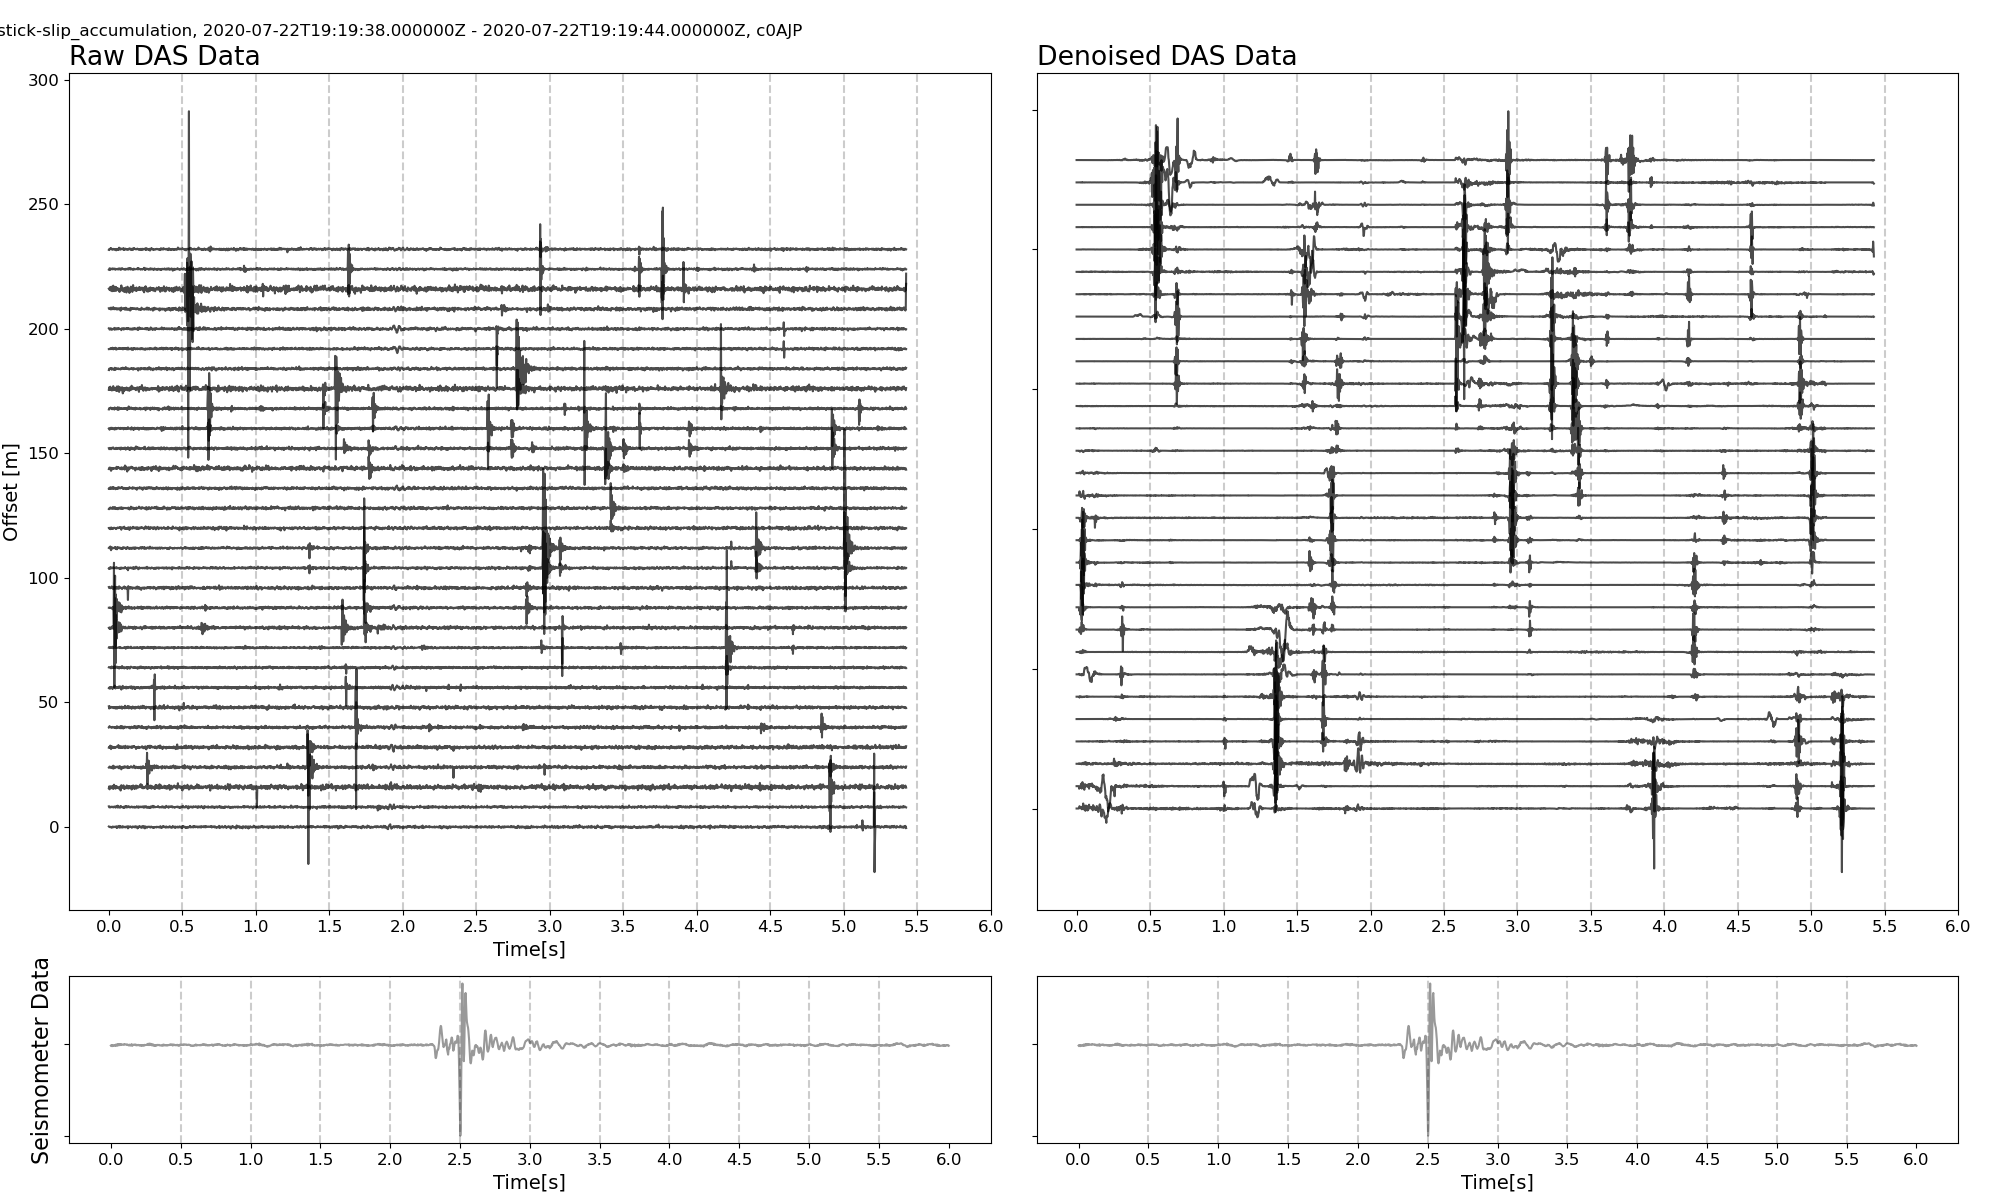 stick-slip_accumulation, 2020-07-22T19:19:38.000000Z - 2020-07-22T19:19:44.000000Z, c0AJP
Raw DAS Data
Denoised DAS Data
300
250
200
150
100
50
0
Offset [m]
0.0 0.5 1.0 1.5 2.0 2.5 3.0 3.5 4.0 4.5 5.0 5.5 6.0
Time[s]
0.0 0.5 1.0 1.5 2.0 2.5 3.0 3.5 4.0 4.5 5.0 5.5 6.0
Seismometer Data
0.0 0.5 1.0 1.5 2.0 2.5 3.0 3.5 4.0 4.5 5.0 5.5 6.0
Time[s]
0.0 0.5 1.0 1.5 2.0 2.5 3.0 3.5 4.0 4.5 5.0 5.5 6.0
Time[s]